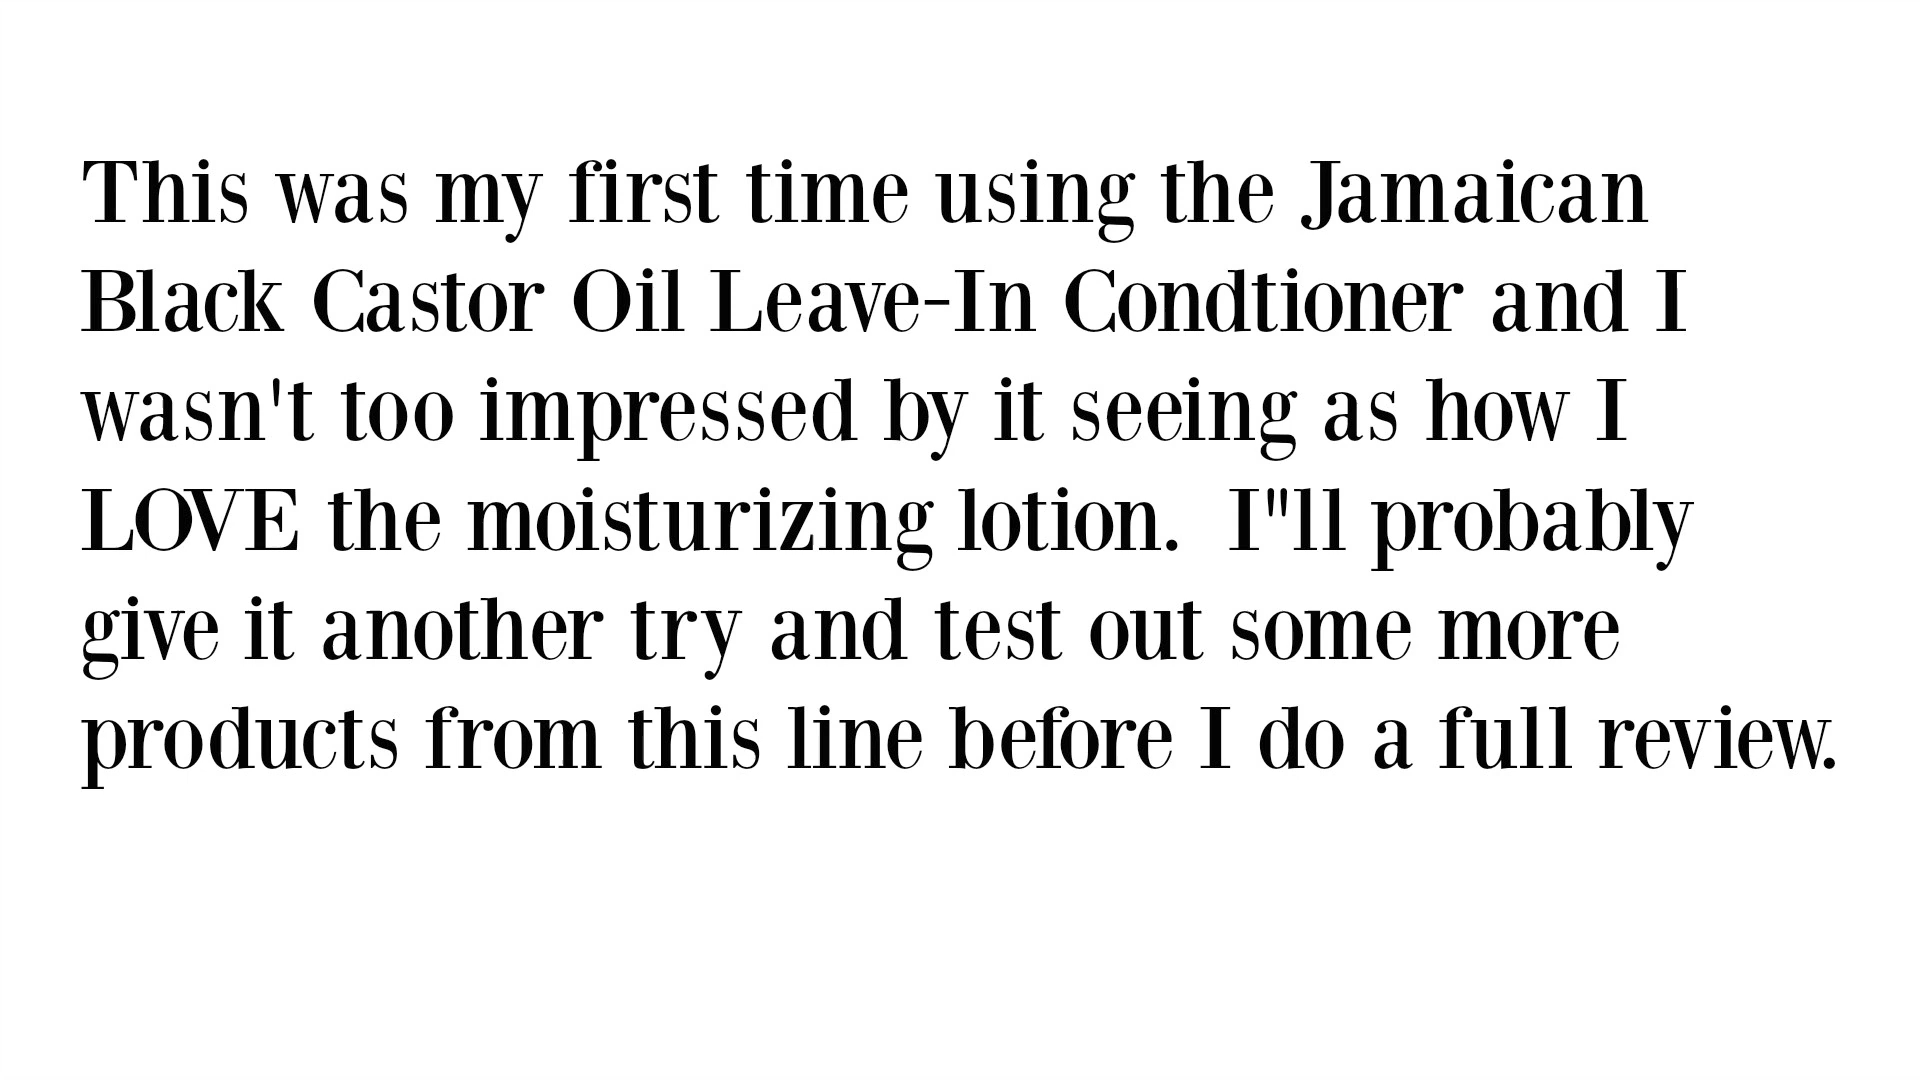 This was my first time using the Jamaican
Black Castor Oil Leave-In Condtioner and I
wasn't too impressed by it seeing as how I
LOVE the moisturizing lotion.  I"ll probably
give it another try and test out some more
products from this line before I do a full review.